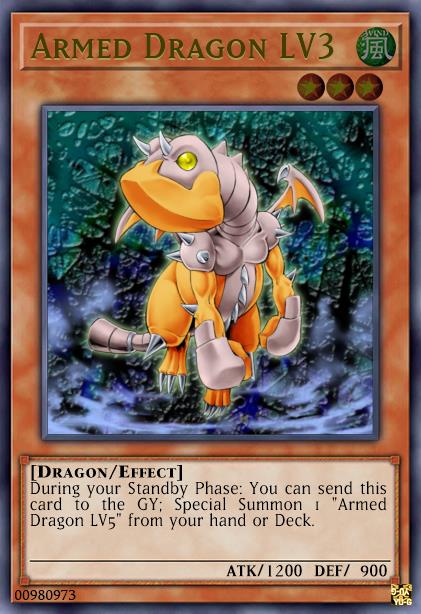 Armed Dragon LV3
WIND
風
[Dragon/Effect]
During your Standby Phase: You can send this
card to the GY; Special Summon 1 "Armed
Dragon LV5" from your hand or Deck.
ATK/1200 DEF/ 900
00980973